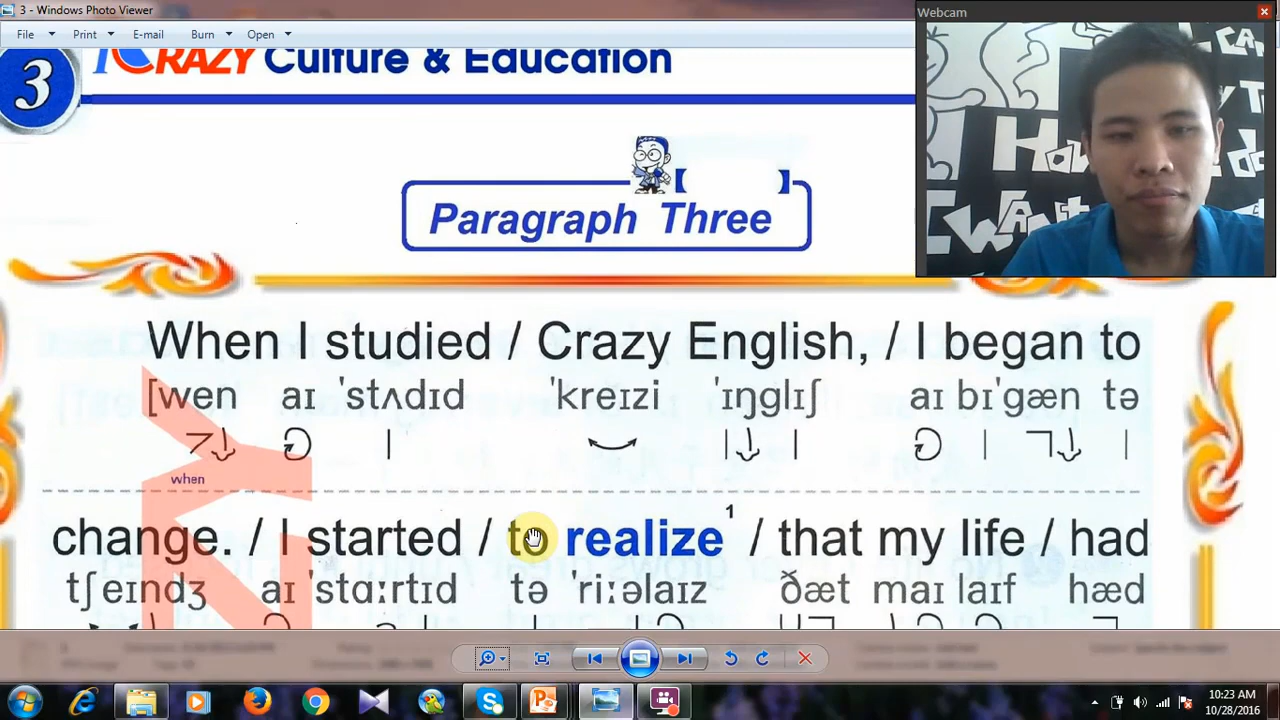 3 - Windows Photo Viewer
File Print E-mail Burn Open
Webcam
3 CRAZY Culture & Education
Paragraph Three
When I studied / Crazy English, / I began to
[wen aɪ ˈstʌdɪd ˈkreɪzi ˈɪŋglɪʃ aɪ bɪˈgæn tə
when
change. / I started / to realize¹ / that my life / had
tʃeɪndʒ aɪ ˈstɑːrtɪd tə ˈriːəlaɪz ðæt maɪ laɪf hæd
10:23 AM
10/28/2016